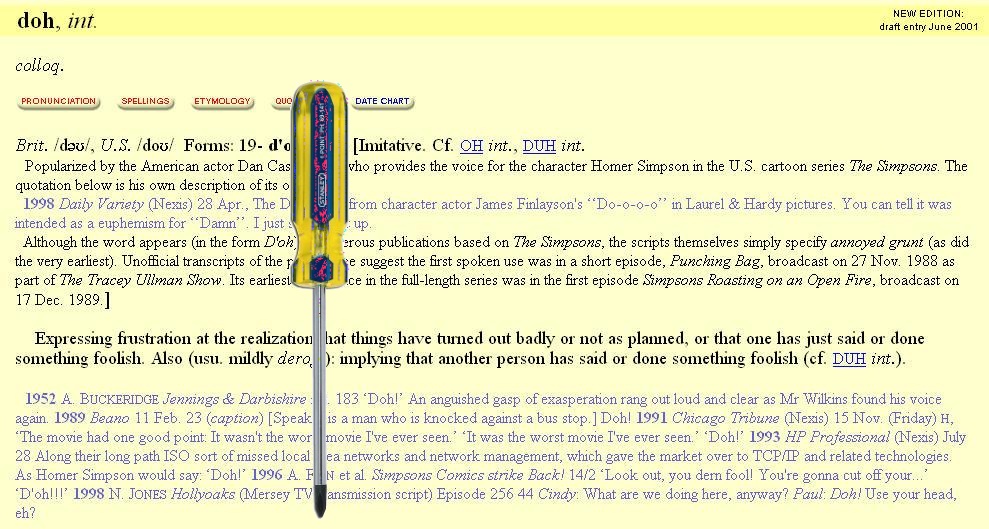 doh, int.
NEW EDITION:
draft entry June 2001
colloq.
PRONUNCIATION SPELLINGS ETYMOLOGY QUO DATE CHART
Brit. /dəʊ/, U.S. /doʊ/ Forms: 19- d'o [Imitative. Cf. OH int., DUH int.
Popularized by the American actor Dan Cas who provides the voice for the character Homer Simpson in the U.S. cartoon series The Simpsons. The
quotation below is his own description of its o
1998 Daily Variety (Nexis) 28 Apr., The D from character actor James Finlayson's ‘‘Do-o-o-o’’ in Laurel & Hardy pictures. You can tell it was
intended as a euphemism for ‘‘Damn’’. I just s up.
Although the word appears (in the form D'oh) erous publications based on The Simpsons, the scripts themselves simply specify annoyed grunt (as did
the very earliest). Unofficial transcripts of the p e suggest the first spoken use was in a short episode, Punching Bag, broadcast on 27 Nov. 1988 as
part of The Tracey Ullman Show. Its earliest ce in the full-length series was in the first episode Simpsons Roasting on an Open Fire, broadcast on
17 Dec. 1989.]
Expressing frustration at the realization that things have turned out badly or not as planned, or that one has just said or done
something foolish. Also (usu. mildly derog.): implying that another person has said or done something foolish (cf. DUH int.).
1952 A. BUCKERIDGE Jennings & Darbishire . 183 ‘Doh!’ An anguished gasp of exasperation rang out loud and clear as Mr Wilkins found his voice
again. 1989 Beano 11 Feb. 23 (caption) [Speak is a man who is knocked against a bus stop.] Doh! 1991 Chicago Tribune (Nexis) 15 Nov. (Friday) H,
‘The movie had one good point: It wasn't the wor movie I've ever seen.’ ‘It was the worst movie I've ever seen.’ ‘Doh!’ 1993 HP Professional (Nexis) July
28 Along their long path ISO sort of missed local ea networks and network management, which gave the market over to TCP/IP and related technologies.
As Homer Simpson would say: ‘Doh!’ 1996 A. F N et al. Simpsons Comics strike Back! 14/2 ‘Look out, you dern fool! You're gonna cut off your...’
‘D'oh!!!’ 1998 N. JONES Hollyoaks (Mersey TV ansmission script) Episode 256 44 Cindy: What are we doing here, anyway? Paul: Doh! Use your head,
eh?
STANLEY